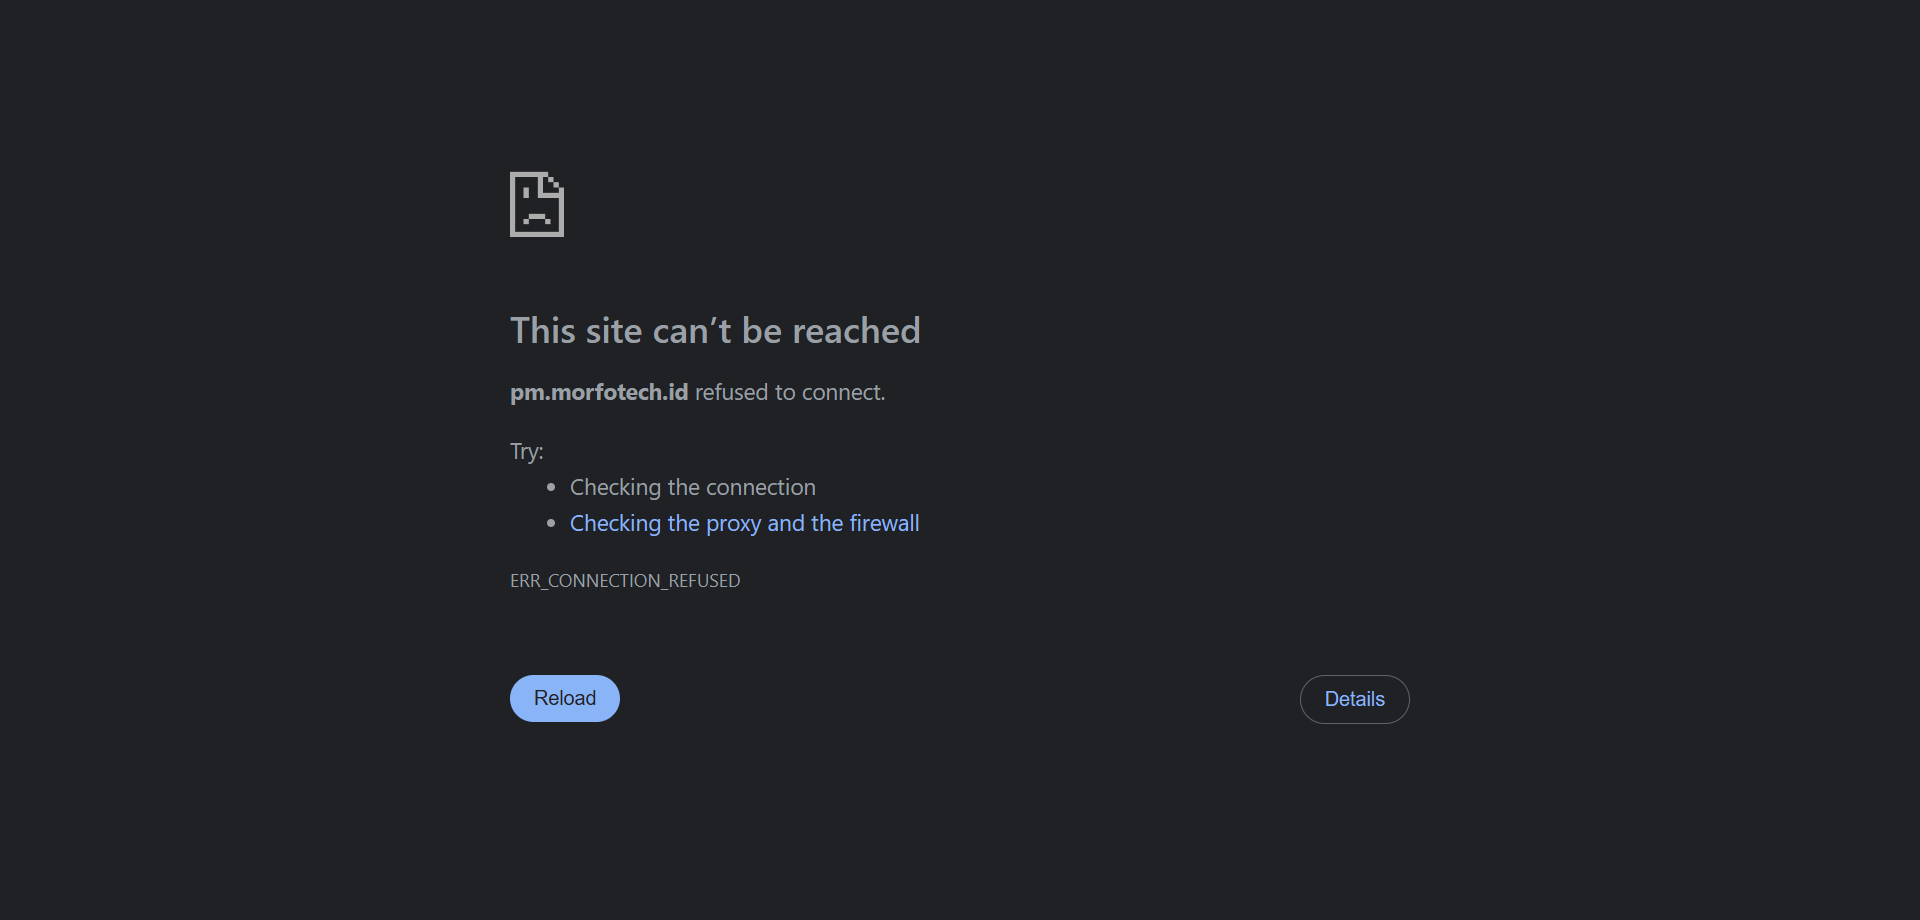 This site can’t be reached
pm.morfotech.id refused to connect.
Try:
Checking the connection
Checking the proxy and the firewall
ERR_CONNECTION_REFUSED
Reload
Details